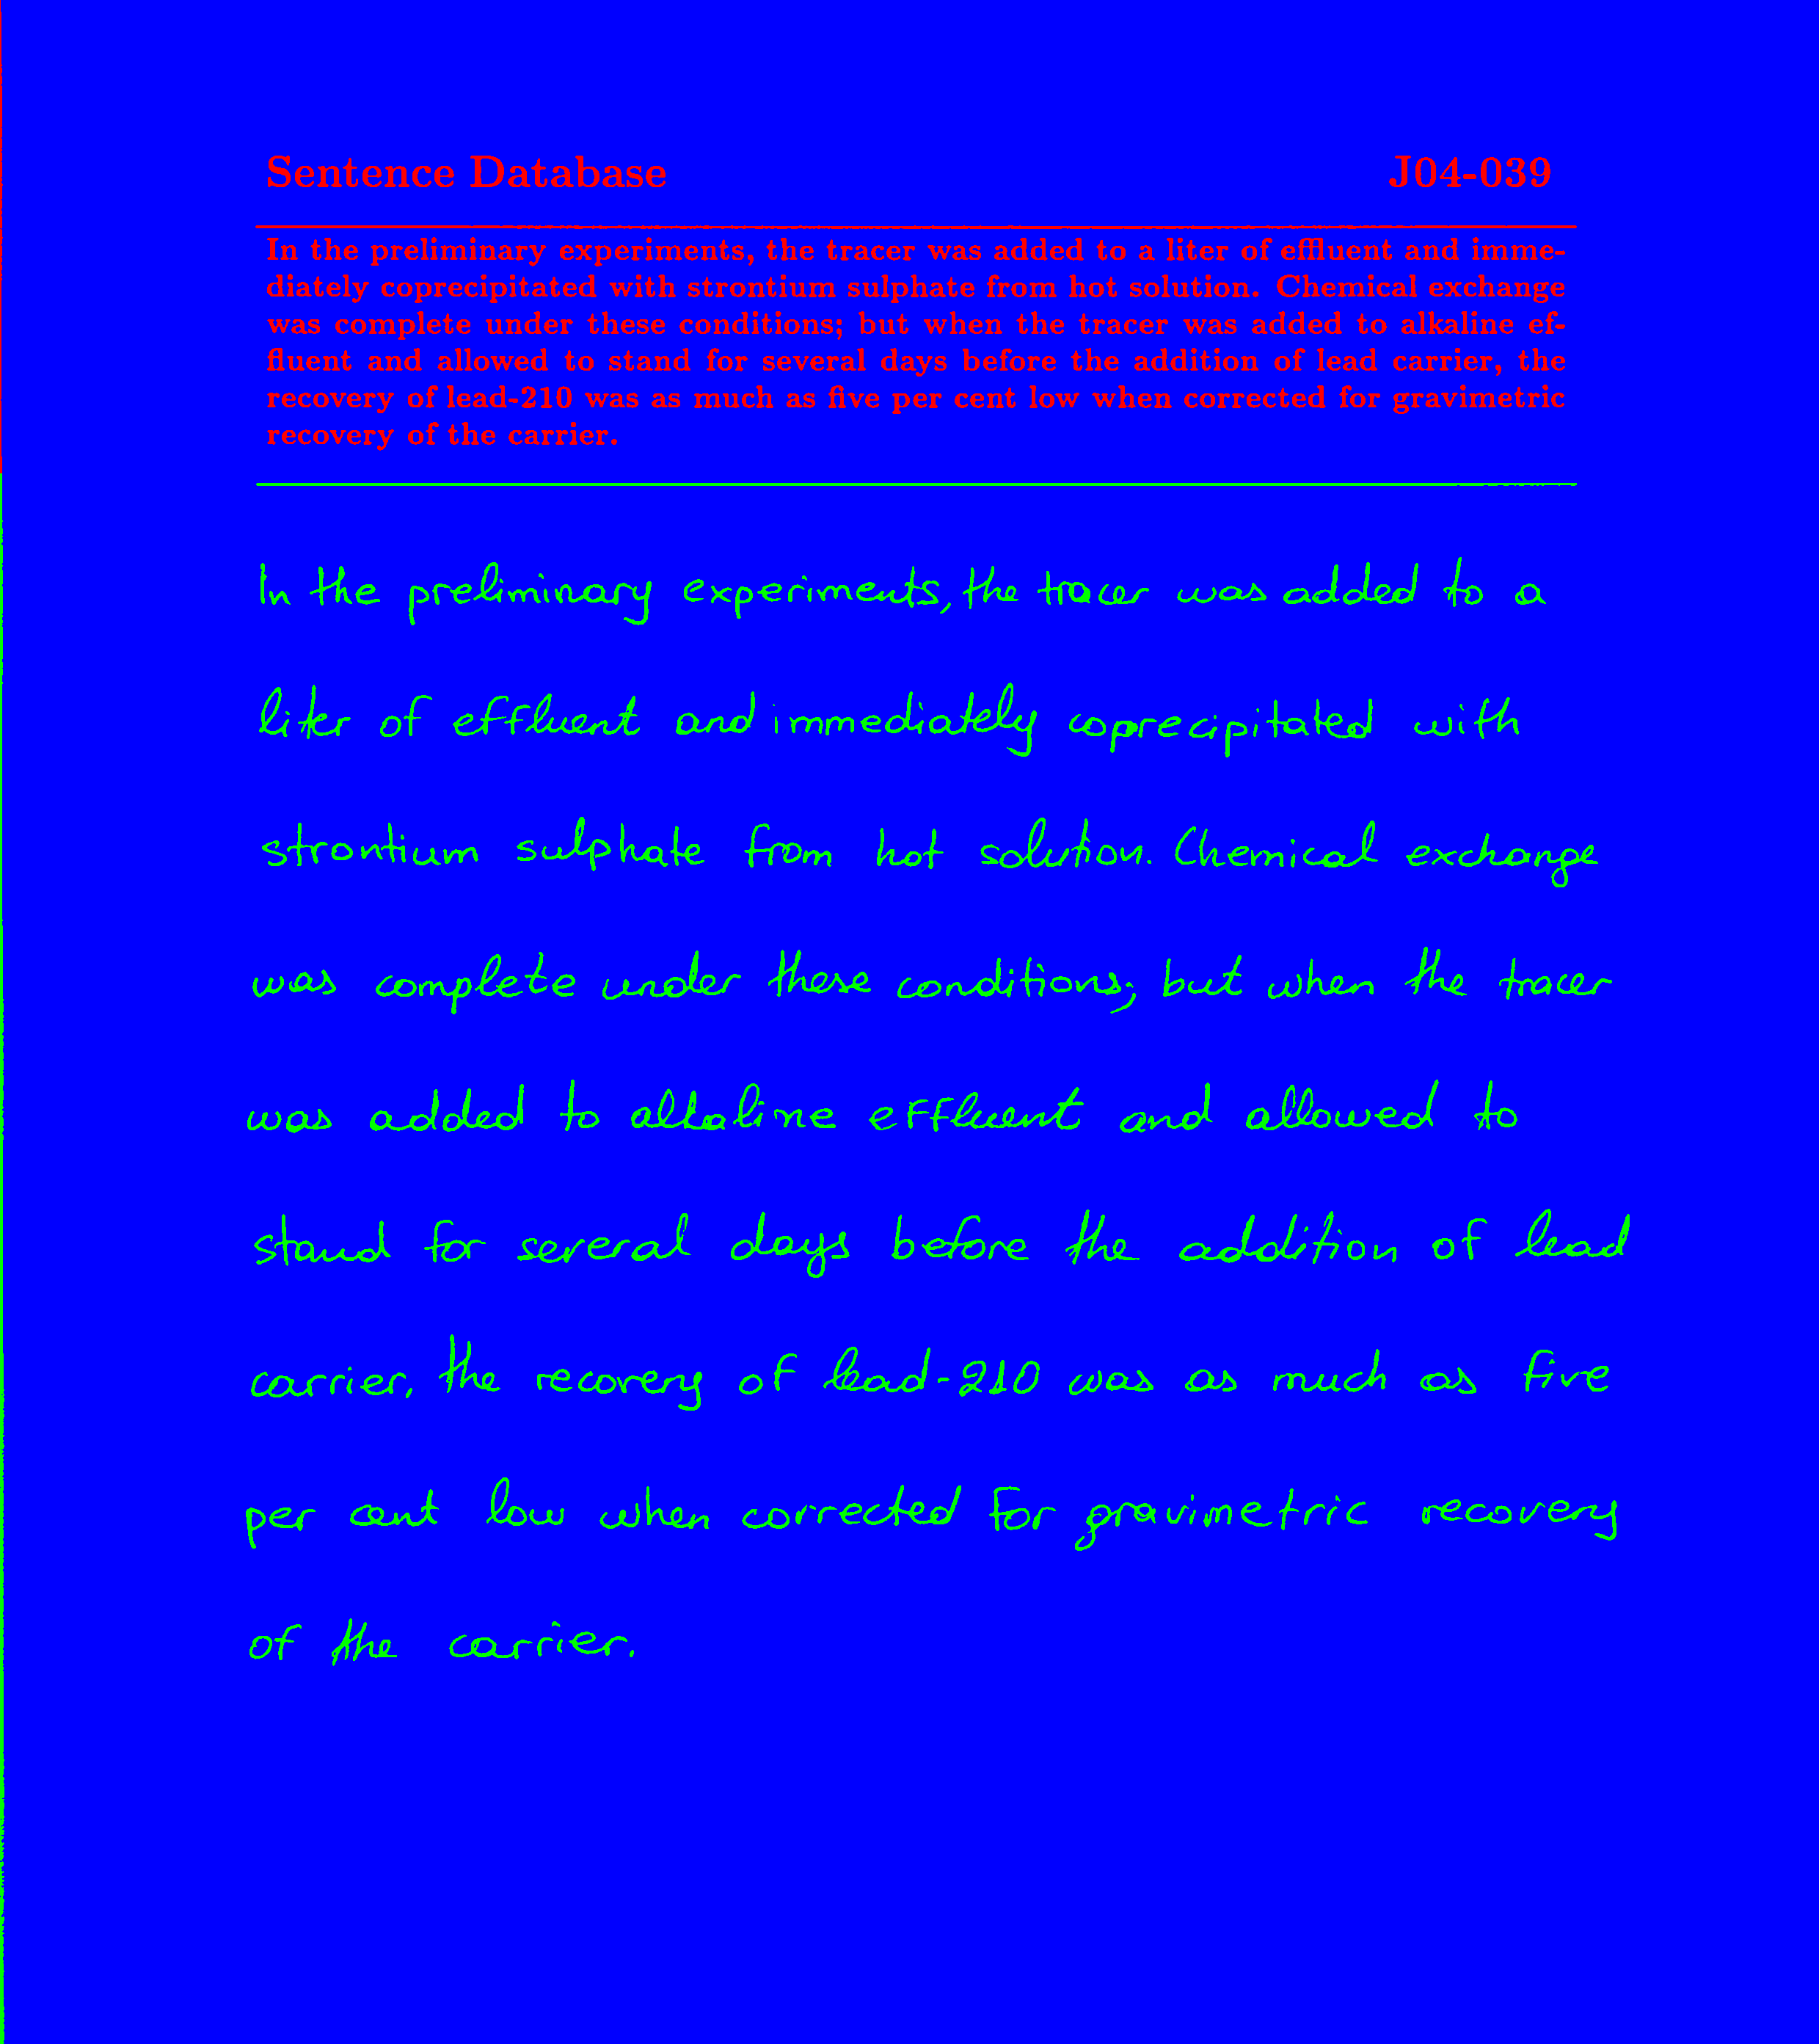 Sentence Database J04-039
In the preliminary experiments, the tracer was added to a liter of effluent and imme-
diately coprecipitated with strontium sulphate from hot solution. Chemical exchange
was complete under these conditions; but when the tracer was added to alkaline ef-
fluent and allowed to stand for several days before the addition of lead carrier, the
recovery of lead-210 was as much as five per cent low when corrected for gravimetric
recovery of the carrier.
In the preliminary experiments, the tracer was added to a
liter of effluent and immediately coprecipitated with
strontium sulphate from hot solution. Chemical exchange
was complete under these conditions; but when the tracer
was added to alkaline effluent and allowed to
stand for several days before the addition of lead
carrier, the recovery of lead-210 was as much as five
per cent low when corrected for gravimetric recovery
of the carrier.